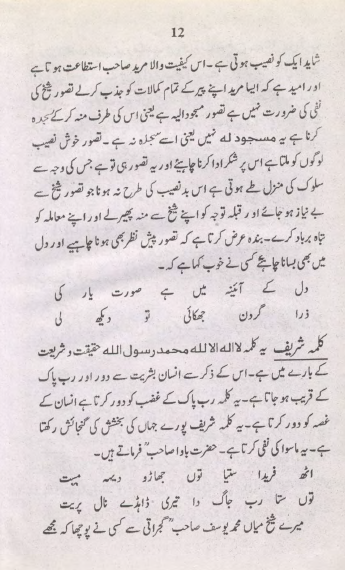 12
شاید ایک کو نصیب ہوتی ہے۔ اس کیفیت والا مرید صاحب استطاعت ہوتا ہے
اور امید ہے کہ ایسا مرید اپنے پیر کے تمام کمالات کو جذب کرلے تصور شیخ کی
نفی کی ضرورت نہیں ہے تصور مسجود الیہ ہے یعنی اس کی طرف منہ کرکے سجدہ
کرنا ہے یہ مسجود لہ نہیں یعنی اسے سجدہ نہ ہے۔ تصور خوش نصیب
لوگوں کو ملتا ہے اس پر شکر ادا کرنا چاہیئے اور یہ تصور ہی تو ہے جس کی وجہ سے
سلوک کی منزل طے ہوتی ہے اس بدنصیب کی طرح نہ ہونا جو تصور شیخ سے
بے نیاز ہو جائے اور قبلہ توجہ کو اپنے شیخ سے منہ پھیرلے اور اپنے معاملہ کو
تباہ برباد کرے۔ بندہ عرض کرتا ہے کہ تصور پیش نظر بھی ہونا چاہیے اور دل
میں بھی بسانا چاہیئے کسی نے خوب کہا ہے کہ۔
دل کے آئینہ میں ہے صورت یار کی
ذرا گردن جھکائی تو دیکھ لی
کلمہ شریف یہ کلمہ لا الہ الا للہ محمد رسول اللہ حقیقت و شریعت
کے بارے میں ہے۔ اس کے ذکر سے انسان بشریت سے دور اور رب پاک
کے قریب ہو جاتا ہے۔ یہ کلمہ رب پاک کے غضب کو دور کرتا ہے انسان کے
غصہ کو دور کرتا ہے۔ یہ کلمہ شریف پورے جہاں کی بخشش کی گنجائش رکھتا
ہے۔ یہ ماسوا کی نفی کرتا ہے۔ حضرت باوا صاحبؒ فرماتے ہیں۔
اٹھ فریدا ستیا توں جھاڑو دیہہ میت
توں ستا رب جاگ دا تیری ڈاہڈے نال پریت
میرے شیخ میاں محمد یوسف صاحبؒ گجراتی سے کسی نے پوچھا کہ مجھے